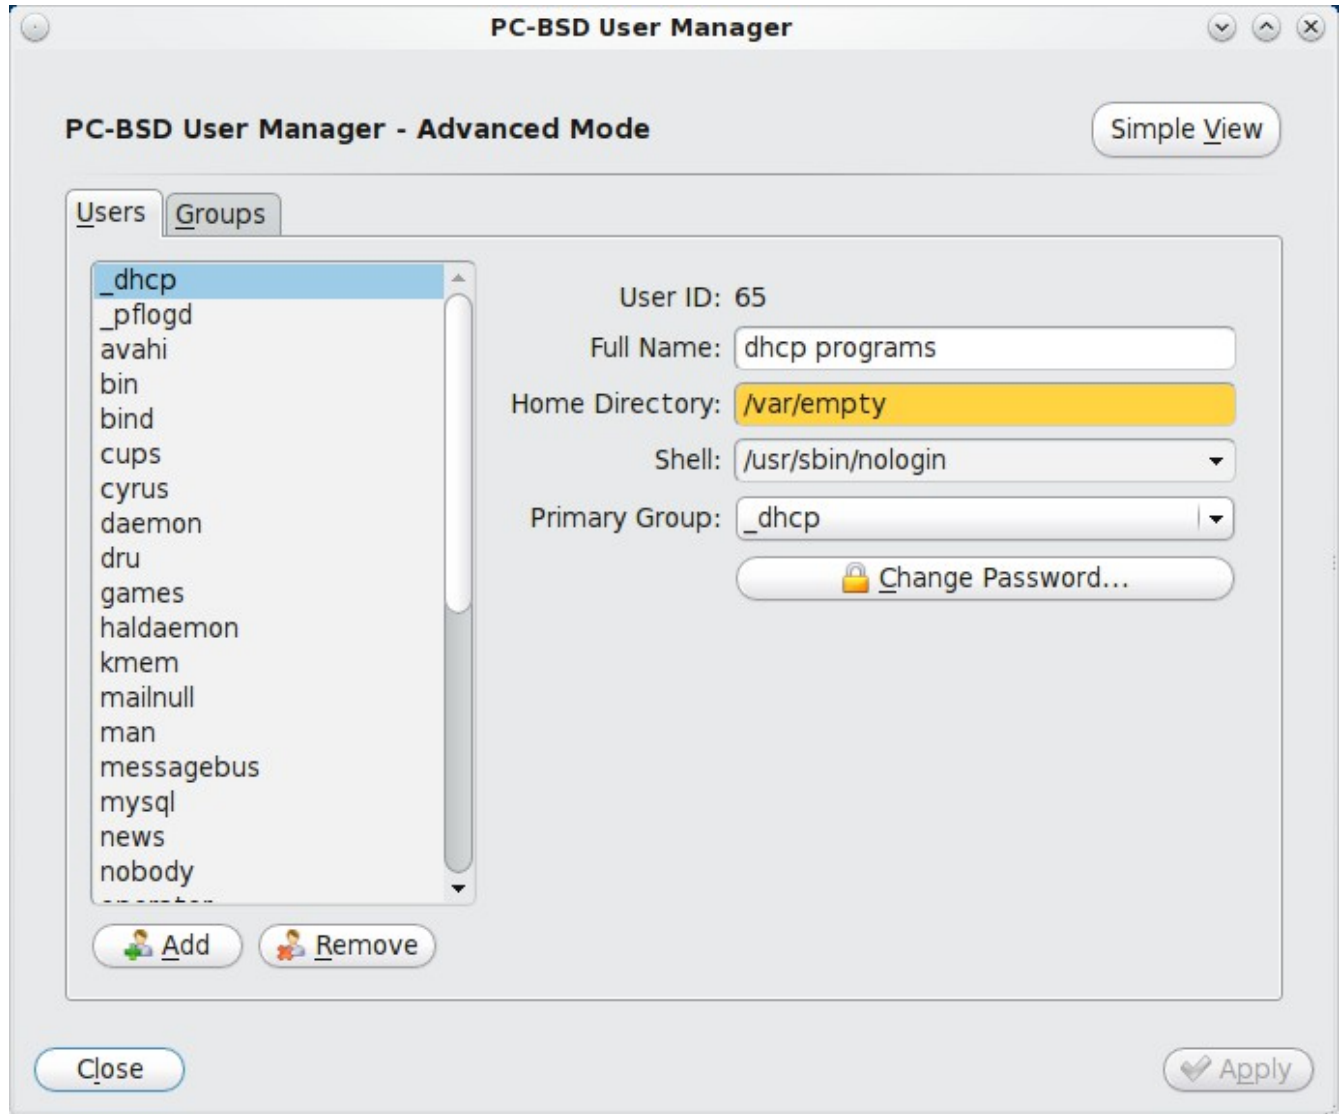 PC-BSD User Manager
PC-BSD User Manager - Advanced Mode
Simple View
Users
Groups
_dhcp
_pflogd
avahi
bin
bind
cups
cyrus
daemon
dru
games
haldaemon
kmem
mailnull
man
messagebus
mysql
news
nobody
User ID: 65
Full Name: dhcp programs
Home Directory: /var/empty
Shell: /usr/sbin/nologin
Primary Group: _dhcp
Change Password...
Add
Remove
Close
Apply